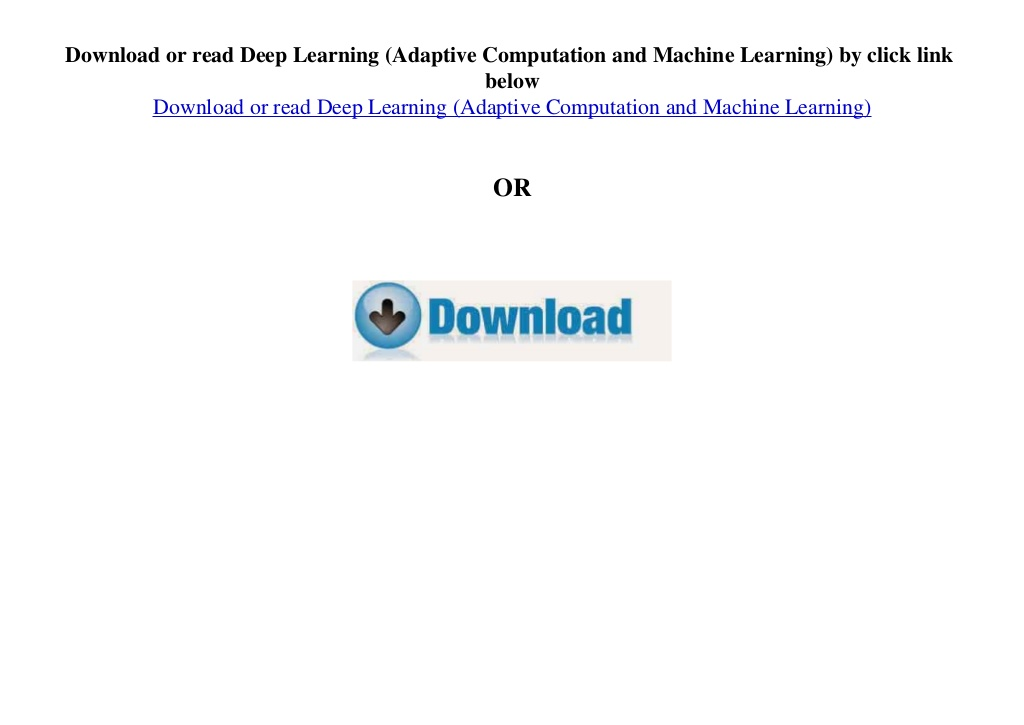 Download or read Deep Learning (Adaptive Computation and Machine Learning) by click link
below
Download or read Deep Learning (Adaptive Computation and Machine Learning)
OR
Download